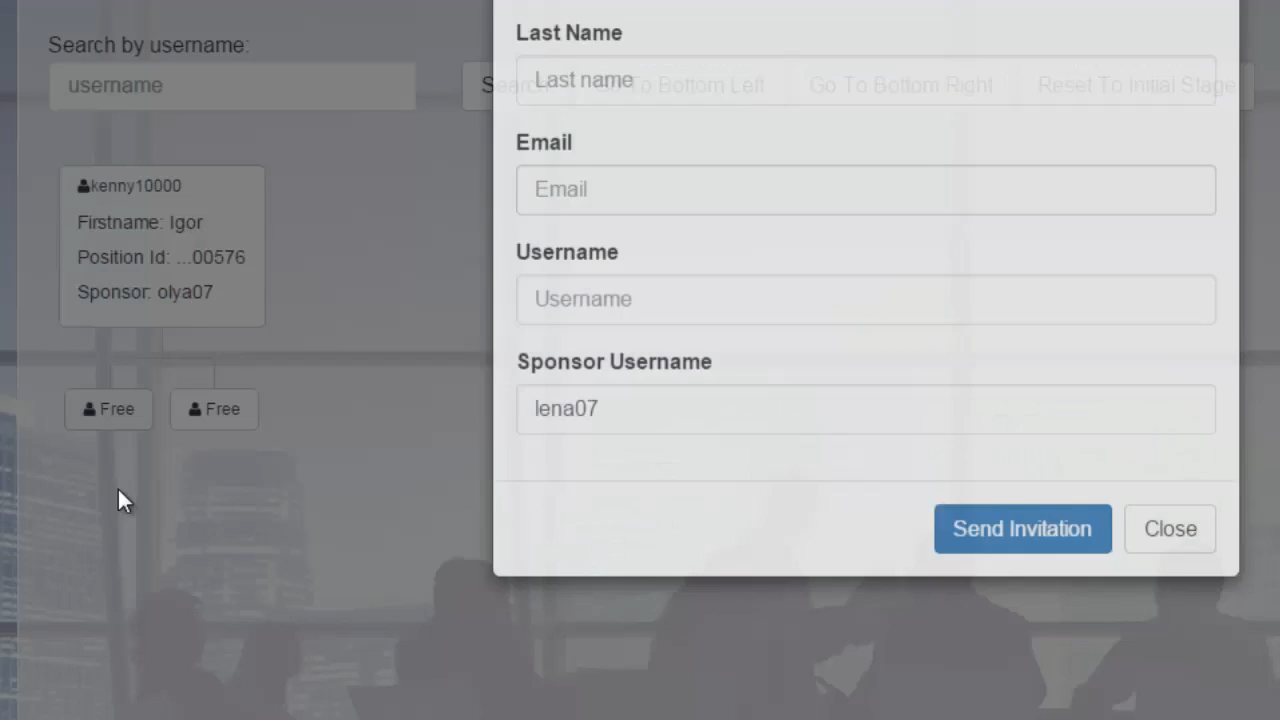 Search by username:
username
Search
Go To Bottom Left
Go To Bottom Right
Reset To Initial Stage
kenny10000
Firstname: Igor
Position Id: ...00576
Sponsor: olya07
Free
Free
Last Name
Last name
Email
Email
Username
Username
Sponsor Username
lena07
Send Invitation
Close